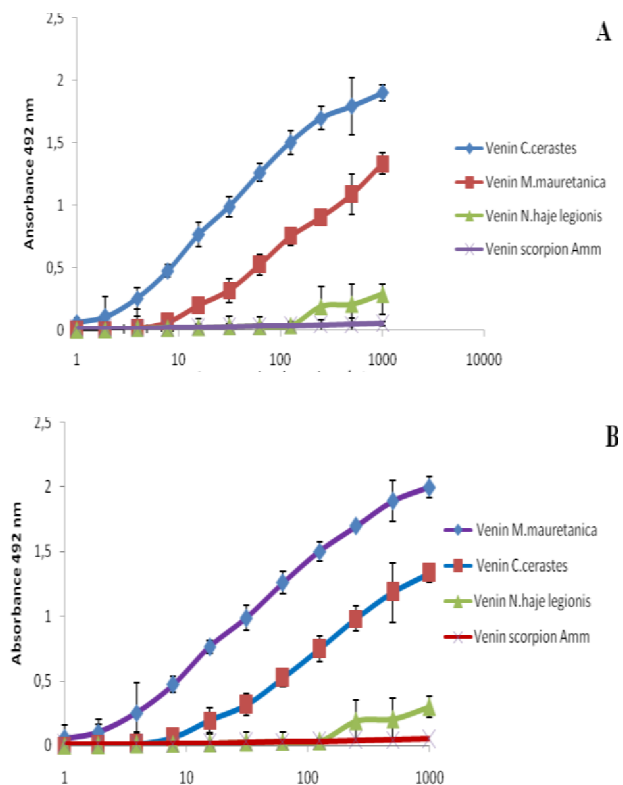 A
2,5
2
1,5
1
0,5
0
Ansorbance 492 nm
1 10 100 1000 10000
Venin C.cerastes
Venin M.mauretanica
Venin N.haje legionis
Venin scorpion Amm
B
2,5
2
1,5
1
0,5
0
Absorbance 492 nm
1 10 100 1000
Venin M.mauretanica
Venin C.cerastes
Venin N.haje legionis
Venin scorpion Amm